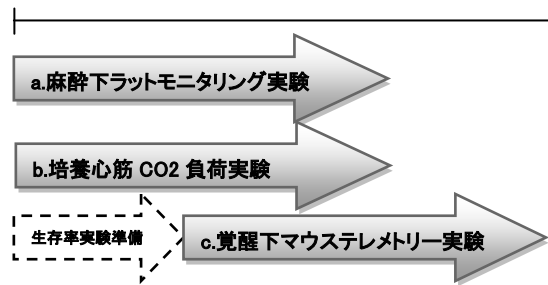 a.麻酔下ラットモニタリング実験
b.培養心筋 CO2 負荷実験
生存率実験準備
c.覚醒下マウステレメトリー実験